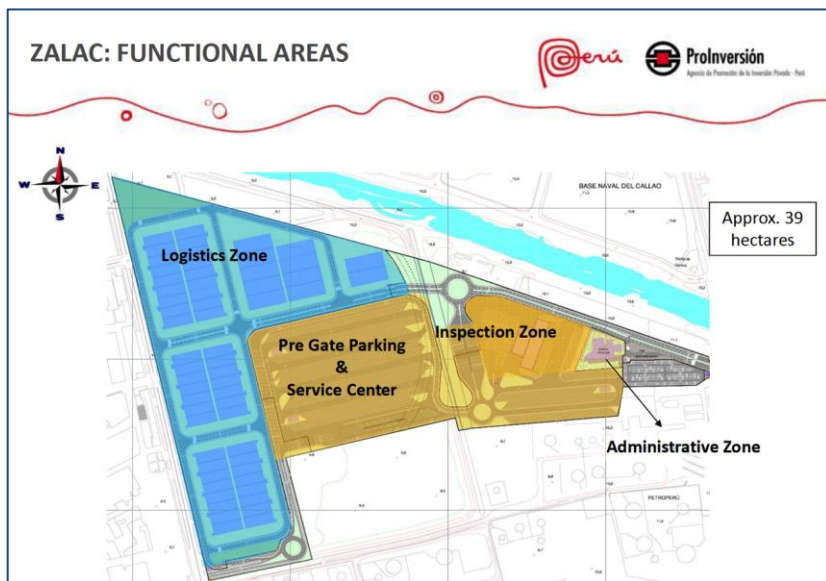 ZALAC: FUNCTIONAL AREAS
Perú
ProInversión
Agencia de Promoción de la Inversión Privada - Perú
N
W E
S
BASE NAVAL DEL CALLAO
Approx. 39
hectares
Logistics Zone
Pre Gate Parking
&
Service Center
Inspection Zone
Administrative Zone
PETROPERÚ